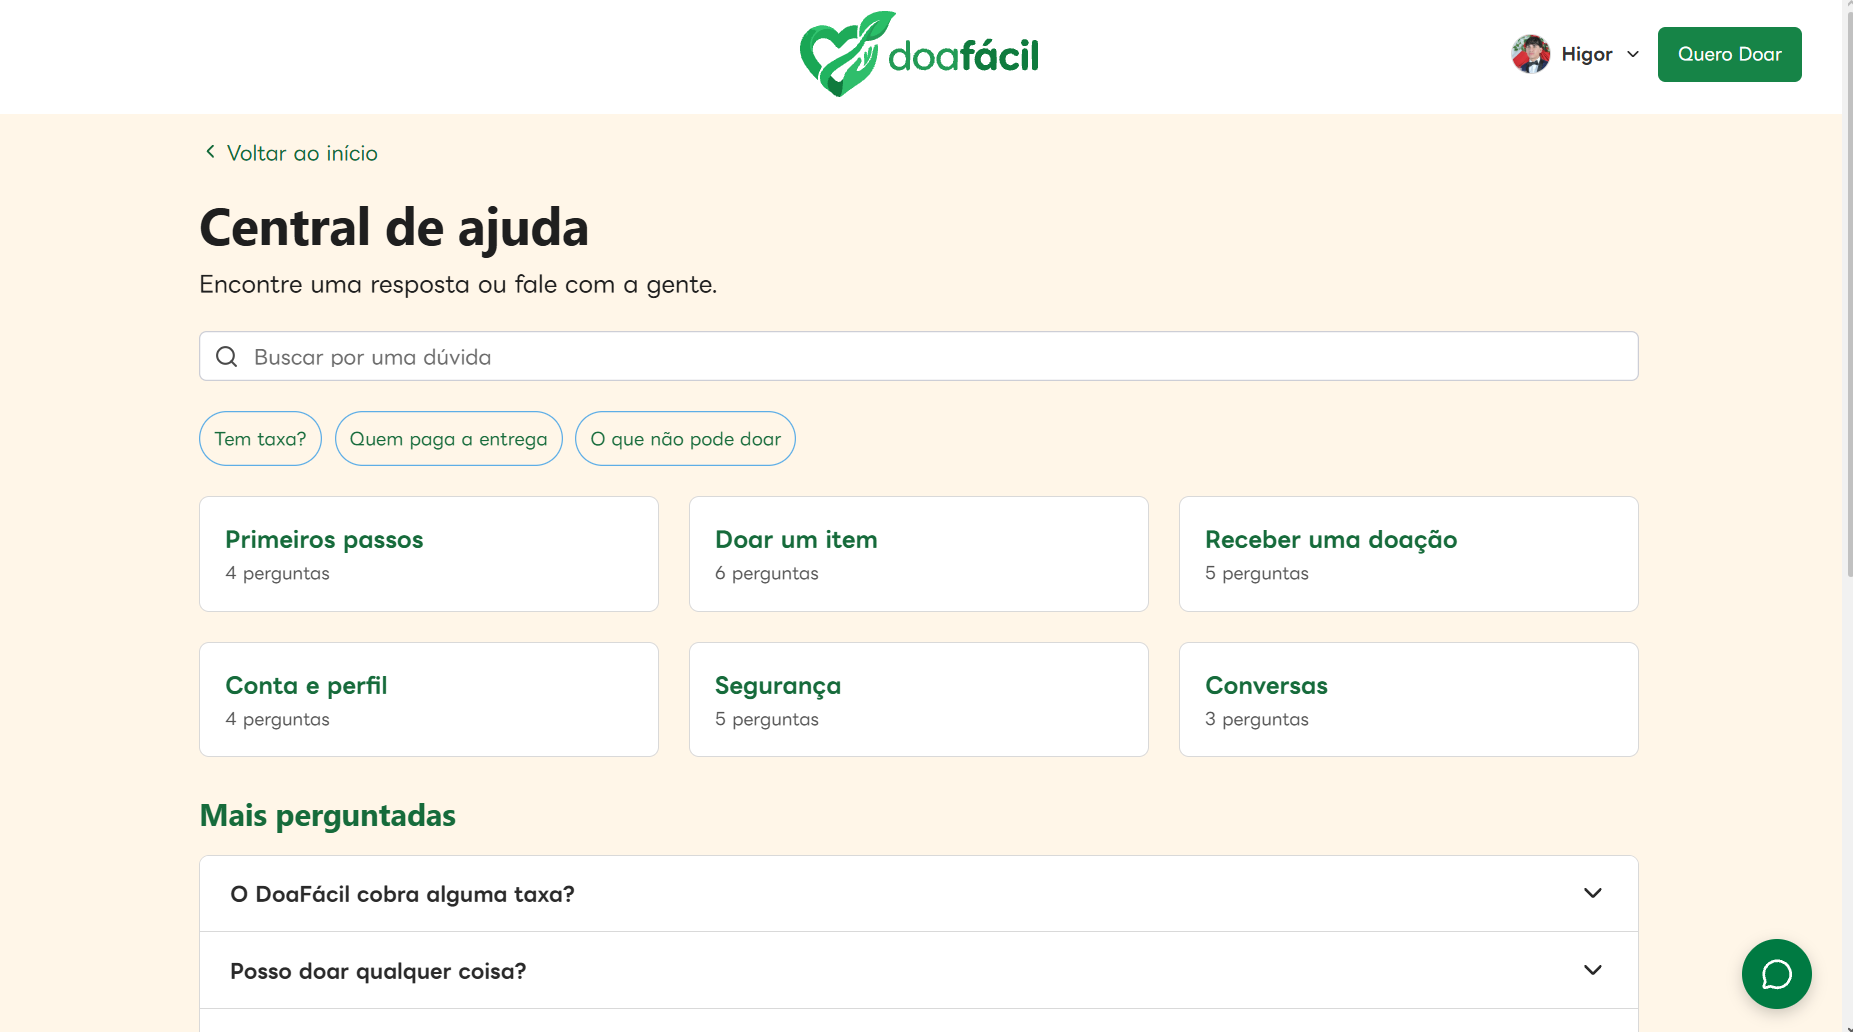 doafácil
Higor
Quero Doar
Voltar ao início
Central de ajuda
Encontre uma resposta ou fale com a gente.
Buscar por uma dúvida
Tem taxa?
Quem paga a entrega
O que não pode doar
Primeiros passos
4 perguntas
Doar um item
6 perguntas
Receber uma doação
5 perguntas
Conta e perfil
4 perguntas
Segurança
5 perguntas
Conversas
3 perguntas
Mais perguntadas
O DoaFácil cobra alguma taxa?
Posso doar qualquer coisa?